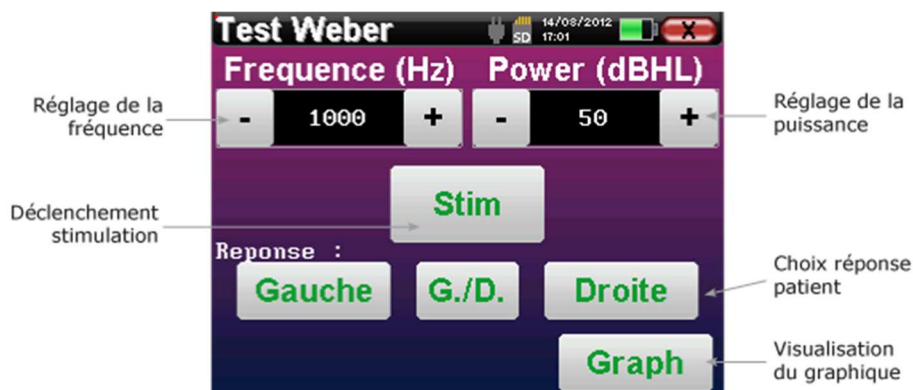 Test Weber
SD
14/08/2012
17:01
X
Frequence (Hz) Power (dBHL)
Réglage de la
fréquence
- 1000 +
- 50 +
Réglage de la
puissance
Stim
Déclenchement
stimulation
Reponse :
Gauche G./D. Droite
Choix réponse
patient
Graph
Visualisation
du graphique